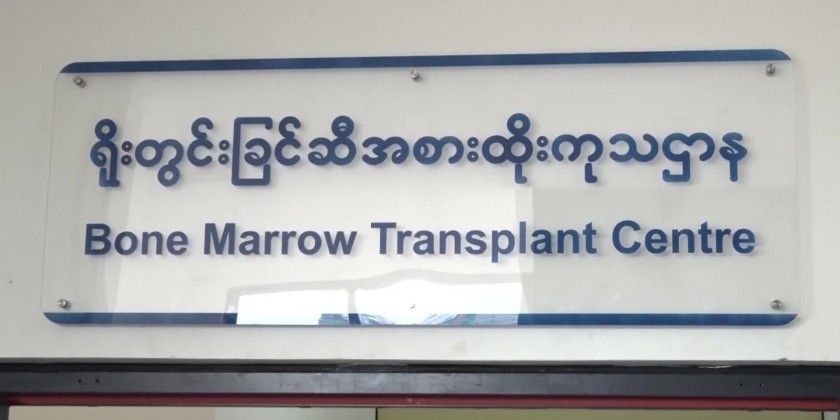 ရိုးတွင်းခြင်ဆီအစားထိုးကုသဌာန
Bone Marrow Transplant Centre